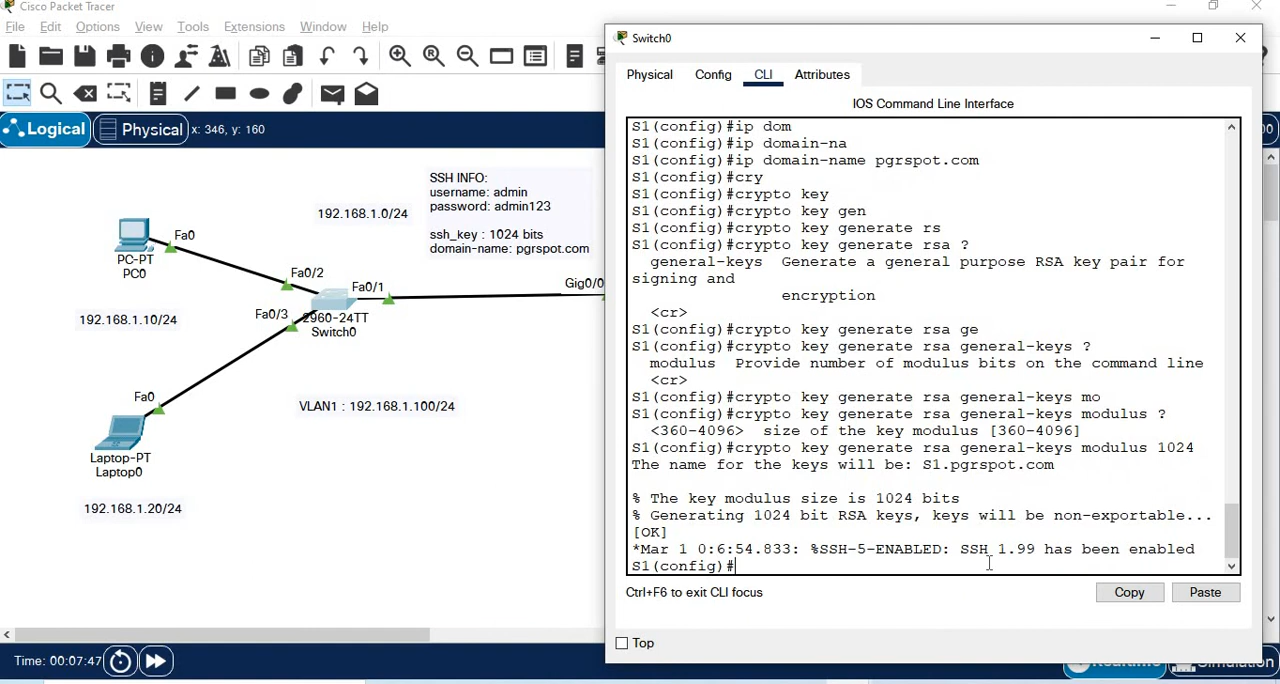 Cisco Packet Tracer
File Edit Options View Tools Extensions Window Help
Logical Physical x: 346, y: 160
SSH INFO:
username: admin
password: admin123
ssh_key : 1024 bits
domain-name: pgrspot.com
192.168.1.0/24
Fa0
PC-PT
PC0
Fa0/2
Fa0/1
Gig0/0
Fa0/3
2960-24TT
Switch0
192.168.1.10/24
Fa0
VLAN1 : 192.168.1.100/24
Laptop-PT
Laptop0
192.168.1.20/24
Time: 00:07:47
Switch0
Physical Config CLI Attributes
IOS Command Line Interface
S1(config)#ip dom
S1(config)#ip domain-na
S1(config)#ip domain-name pgrspot.com
S1(config)#cry
S1(config)#crypto key
S1(config)#crypto key gen
S1(config)#crypto key generate rs
S1(config)#crypto key generate rsa ?
general-keys Generate a general purpose RSA key pair for
signing and
encryption
<cr>
S1(config)#crypto key generate rsa ge
S1(config)#crypto key generate rsa general-keys ?
modulus Provide number of modulus bits on the command line
<cr>
S1(config)#crypto key generate rsa general-keys mo
S1(config)#crypto key generate rsa general-keys modulus ?
<360-4096> size of the key modulus [360-4096]
S1(config)#crypto key generate rsa general-keys modulus 1024
The name for the keys will be: S1.pgrspot.com
% The key modulus size is 1024 bits
% Generating 1024 bit RSA keys, keys will be non-exportable...
[OK]
*Mar 1 0:6:54.833: %SSH-5-ENABLED: SSH 1.99 has been enabled
S1(config)#
Ctrl+F6 to exit CLI focus
Copy Paste
Top